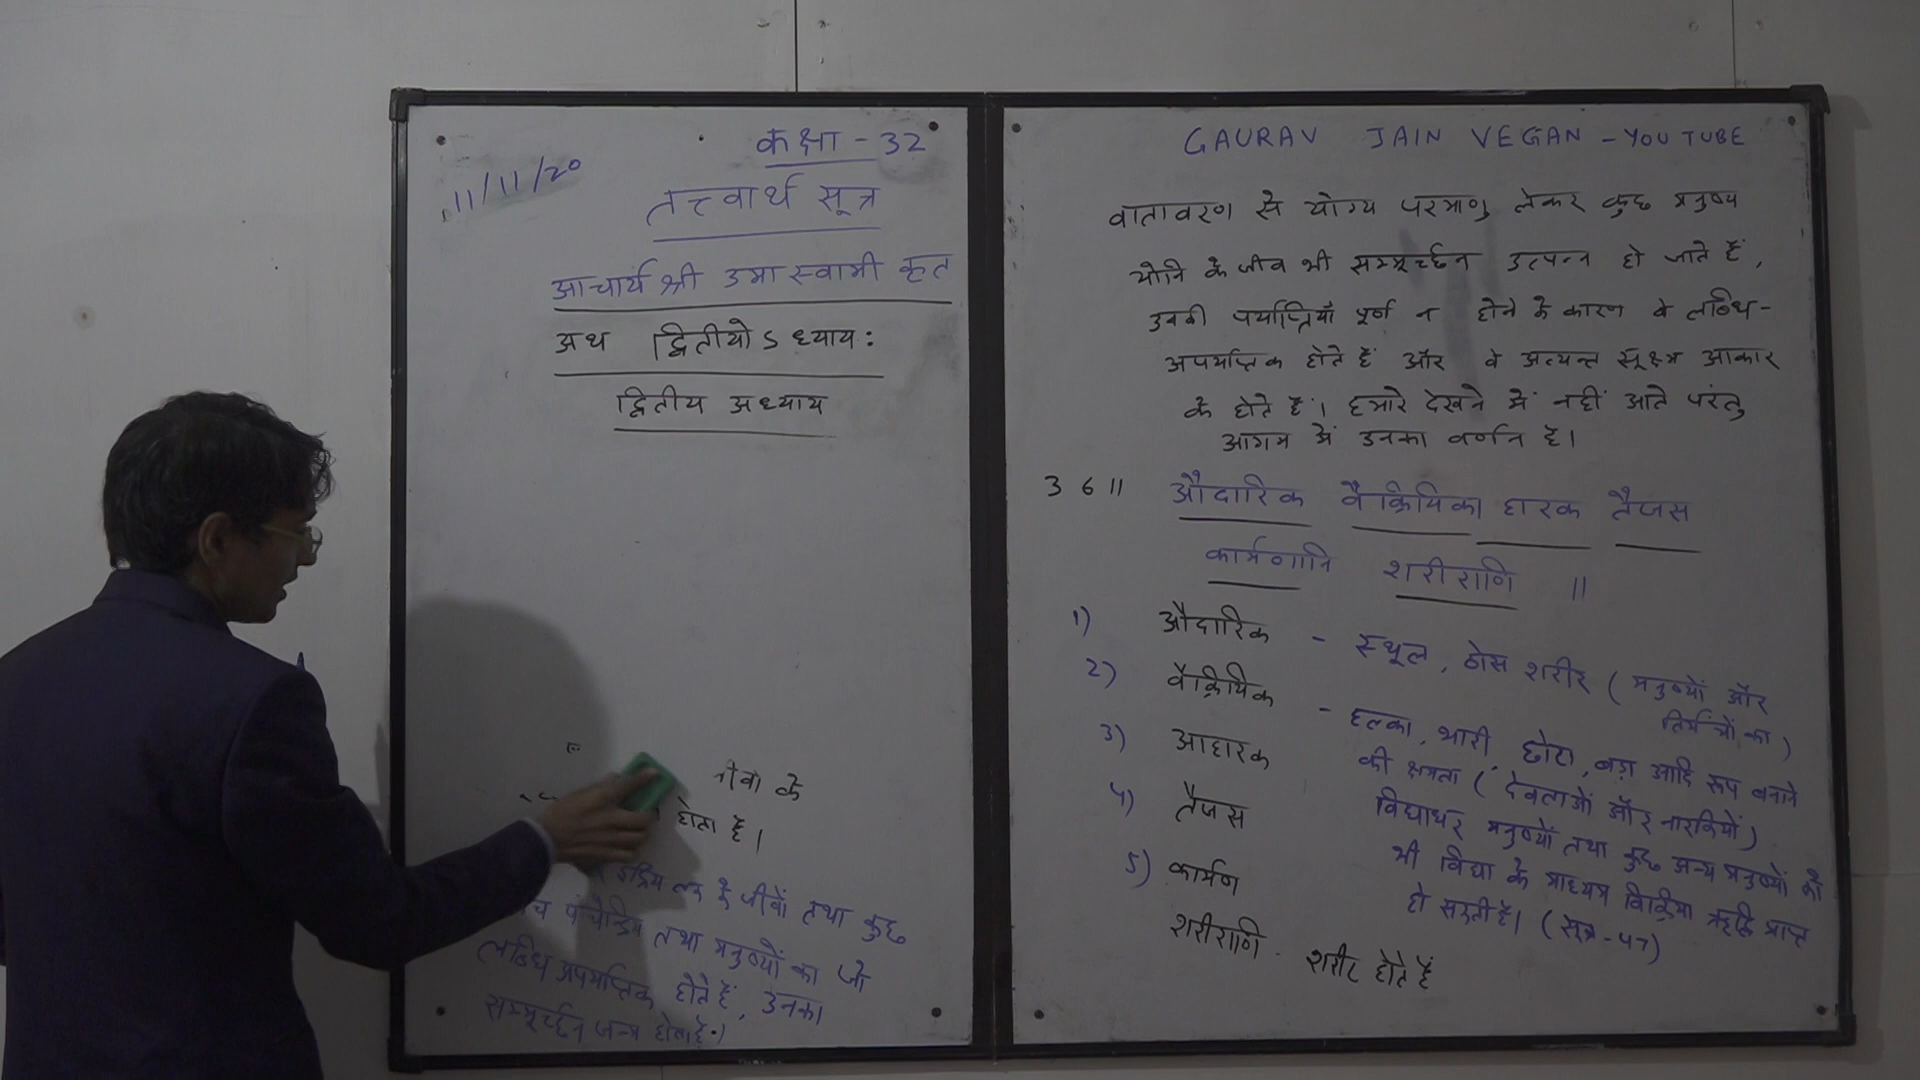 कक्षा - 32
11/11/20
तत्त्वार्थ सूत्र
आचार्य श्री उमास्वामी कृत
अथ द्वितीयोऽध्यायः
द्वितीय अध्याय
के
होता है।
जीवों तथा कुछ
पंचेन्द्रिय तथा मनुष्यों का जो
लब्धि अपर्याप्तक होते हैं, उनका
सम्मूर्च्छन जन्म होता है।
GAURAV JAIN VEGAN - YOUTUBE
वातावरण से योग्य परमाणु लेकर कुछ मनुष्य
योनि के जीव भी सम्मूर्च्छन उत्पन्न हो जाते हैं,
उनकी पर्याप्तियाँ पूर्ण न होने के कारण वे लब्धि-
अपर्याप्तक होते हैं और वे अत्यन्त सूक्ष्म आकार
के होते हैं। हमारे देखने में नहीं आते परंतु
आगम में उनका वर्णन है।
36॥ औदारिक वैक्रियिका हारक तैजस
कार्मणानि शरीराणि ॥
1) औदारिक - स्थूल, ठोस शरीर (मनुष्यों और
तिर्यंचों का)
2) वैक्रियिक - हल्का, भारी, छोटा, बड़ा आदि रूप बनाने
की क्षमता (देवताओं और नारकियों)
विद्याधर मनुष्यों तथा कुछ अन्य मनुष्यों को
भी विद्या के माध्यम विक्रिया ऋद्धि प्राप्त
हो सकती है। (सूत्र-47)
3) आहारक
4) तैजस
5) कार्मण
शरीराणि - शरीर होते हैं